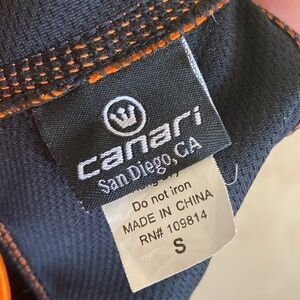 canari
San Diego, CA
Do not iron
MADE IN CHINA
RN# 109814
S